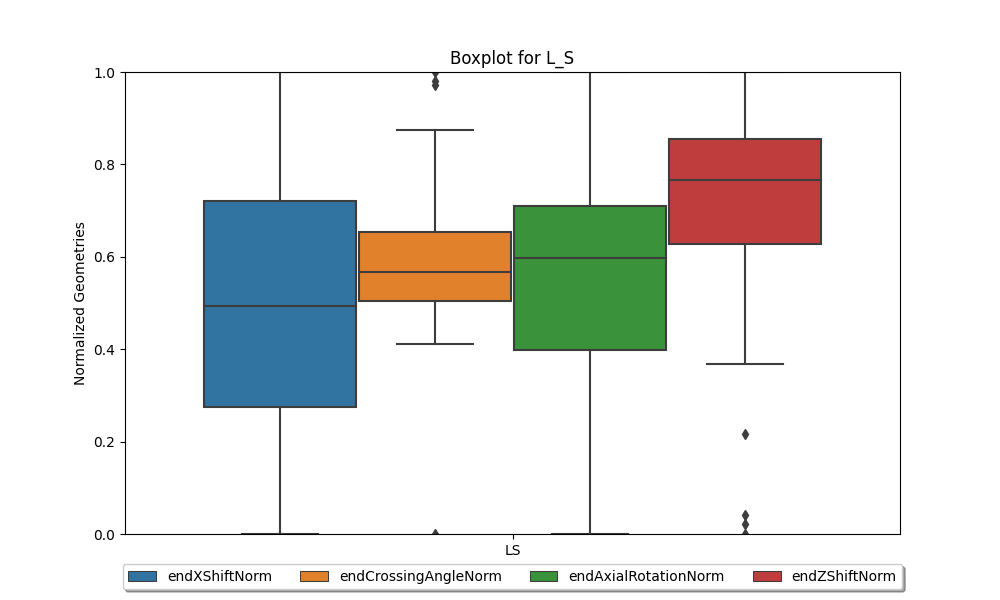 Boxplot for L_S
1.0
0.8
0.6
0.4
0.2
0.0
Normalized Geometries
LS
endXShiftNorm endCrossingAngleNorm endAxialRotationNorm endZShiftNorm